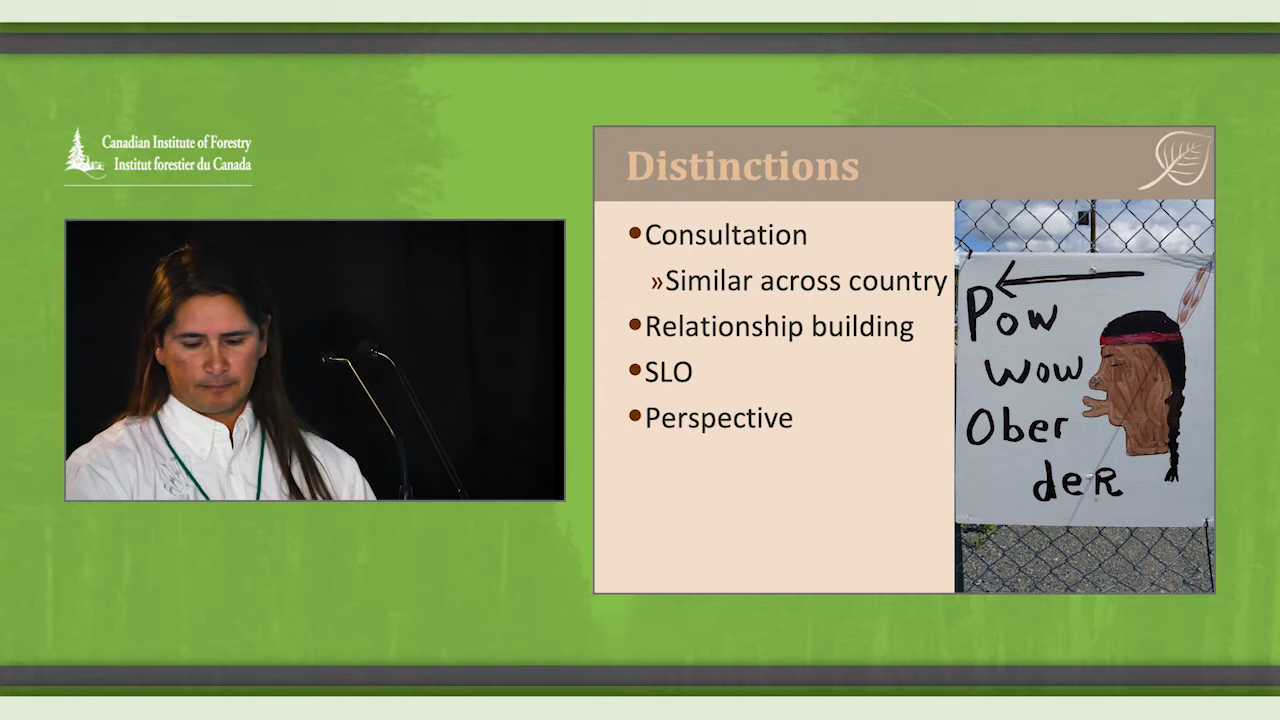 Canadian Institute of Forestry
Institut forestier du Canada
Distinctions
•Consultation
»Similar across country
•Relationship building
•SLO
•Perspective
Pow
wow
Ober
deR